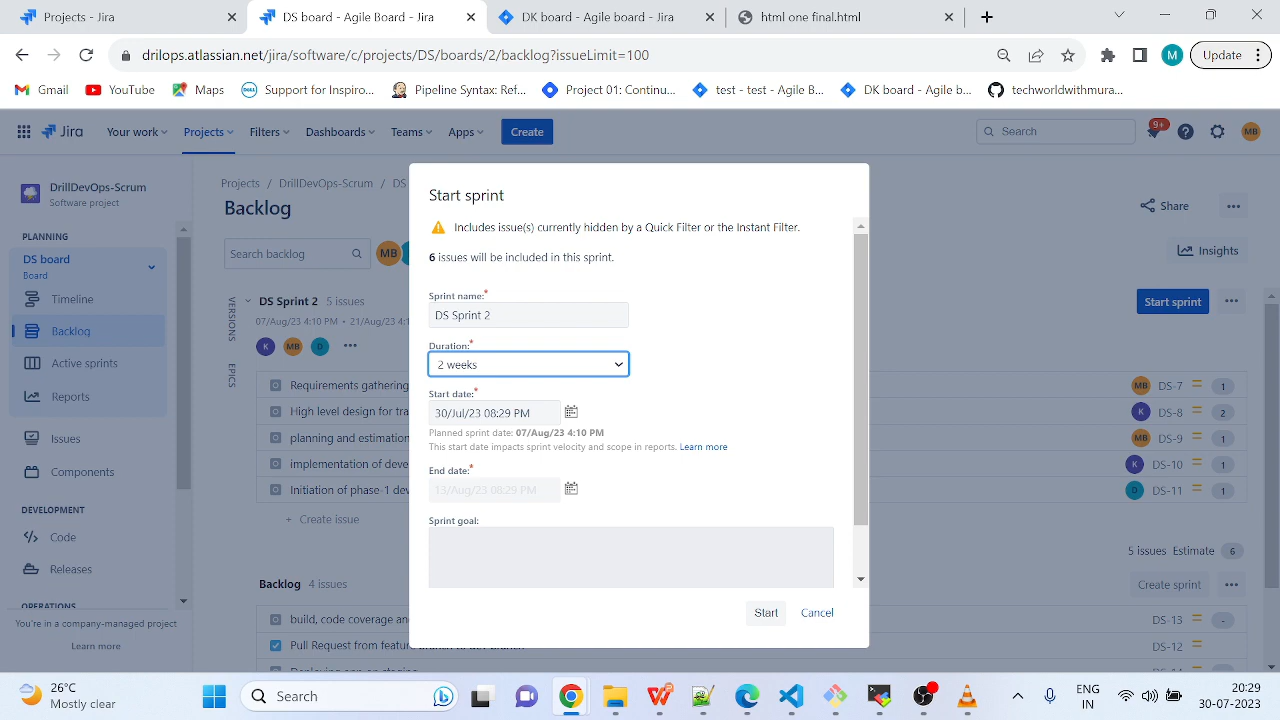 Projects - Jira
DS board - Agile Board - Jira
DK board - Agile Board - Jira
html one final.html
drilops.atlassian.net/jira/software/c/projects/DS/boards/2/backlog?issueLimit=100
M
Update
Gmail
YouTube
Maps
Support for Inspiro...
Pipeline Syntax: Ref...
Project 01: Continu...
test - test - Agile B...
DK board - Agile b...
techworldwithmura...
Jira
Your work
Projects
Filters
Dashboards
Teams
Apps
Create
Search
9+
MB
DrillDevOps-Scrum
Software project
PLANNING
DS board
Board
Timeline
Backlog
Active sprints
Reports
Issues
Components
DEVELOPMENT
Code
Releases
OPERATIONS
You're in a company-managed project
Learn more
Projects / DrillDevOps-Scrum / DS
Backlog
Share
Search backlog
MB
Insights
VERSIONS
EPICS
DS Sprint 2 5 issues
Start sprint
07/Aug/23 4:10 PM • 21/Aug/23 4:1
K MB D
Requirements gathering
MB DS-7 1
High level design for tra
K DS-8 2
planning and estimation
MB DS-9 1
implementation of deve
K DS-10 1
Initiation of phase-1 dev
D DS-11 1
+ Create issue
5 issues Estimate 6
Backlog 4 issues
Create sprint
build, code coverage an
DS-13 -
Pull Request from featur
DS-12 -
Start sprint
Includes issue(s) currently hidden by a Quick Filter or the Instant Filter.
6 issues will be included in this sprint.
Sprint name:*
DS Sprint 2
Duration:*
2 weeks
Start date:*
30/Jul/23 08:29 PM
Planned sprint date: 07/Aug/23 4:10 PM
This start date impacts sprint velocity and scope in reports. Learn more
End date:*
13/Aug/23 08:29 PM
Sprint goal:
Start
Cancel
26°C
Mostly clear
Search
ENG
IN
20:29
30-07-2023